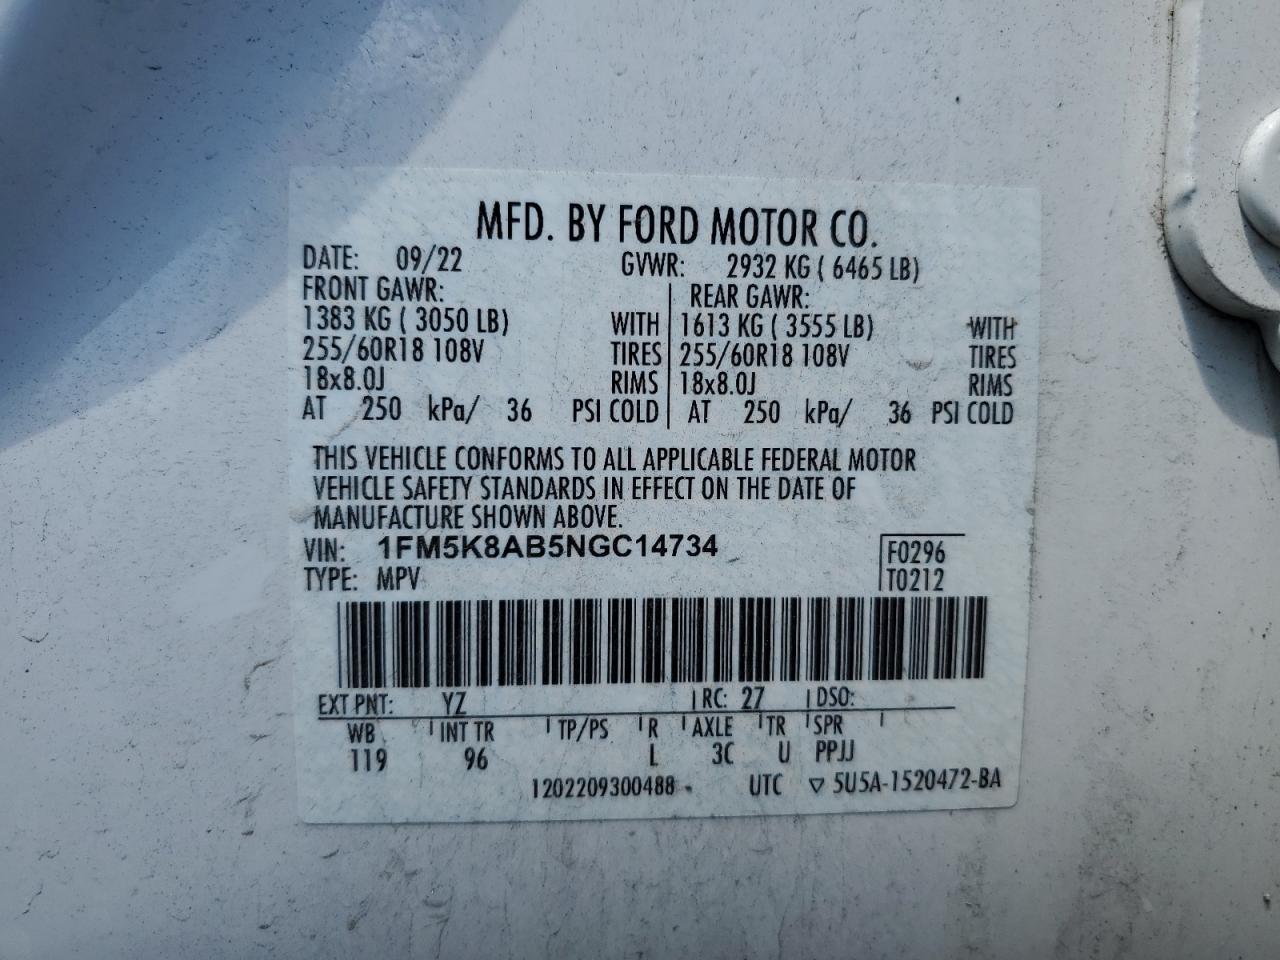 MFD. BY FORD MOTOR CO.
DATE: 09/22 GVWR: 2932 KG ( 6465 LB)
FRONT GAWR: REAR GAWR:
1383 KG ( 3050 LB) WITH 1613 KG ( 3555 LB) WITH
255/60R18 108V TIRES 255/60R18 108V TIRES
18x8.0J RIMS 18x8.0J RIMS
AT 250 kPa/ 36 PSI COLD AT 250 kPa/ 36 PSI COLD
THIS VEHICLE CONFORMS TO ALL APPLICABLE FEDERAL MOTOR
VEHICLE SAFETY STANDARDS IN EFFECT ON THE DATE OF
MANUFACTURE SHOWN ABOVE.
VIN: 1FM5K8AB5NGC14734 F0296
TYPE: MPV T0212
EXT PNT: YZ RC: 27 DSO:
WB INT TR TP/PS R AXLE TR SPR
119 96 L 3C U PPJJ
1202209300488 UTC ▽ 5U5A-1520472-BA